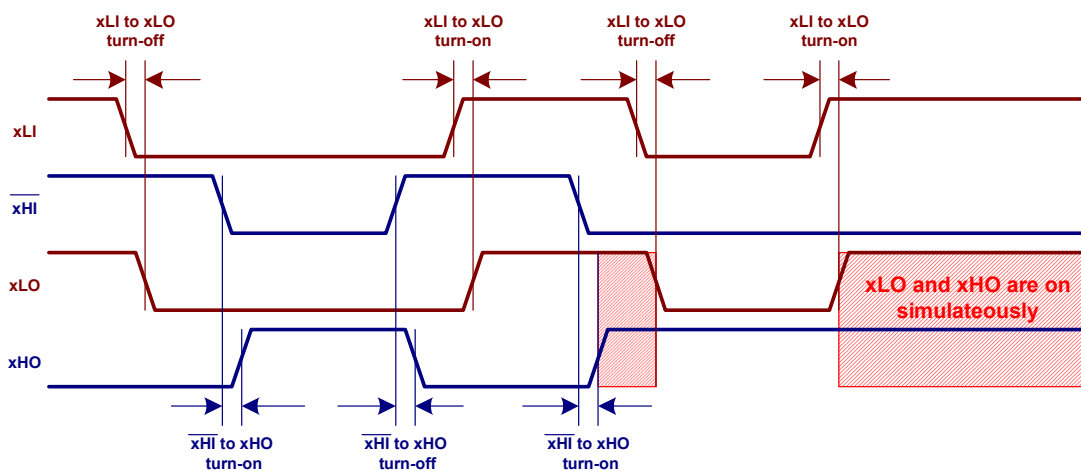 xLI to xLO
turn-off
xLI to xLO
turn-on
xLI to xLO
turn-off
xLI to xLO
turn-on
xLI
xHI
xLO
xLO and xHO are on
simulateously
xHO
xHI to xHO
turn-on
xHI to xHO
turn-off
xHI to xHO
turn-on